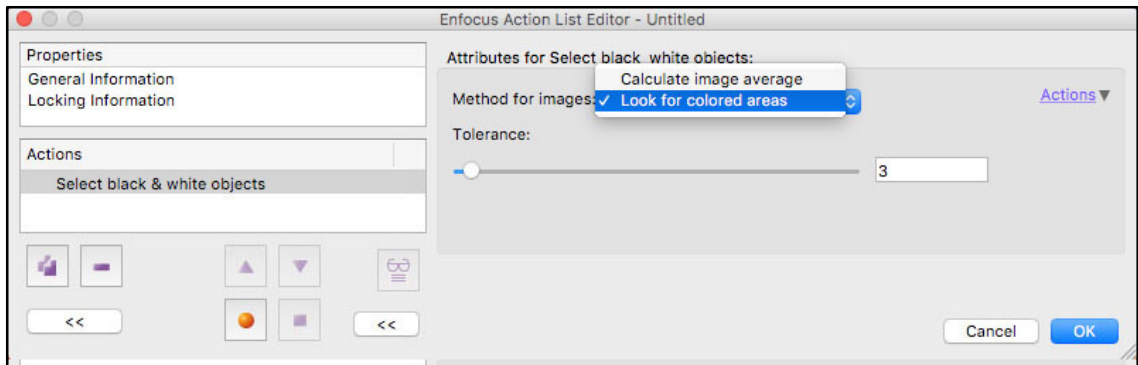 Enfocus Action List Editor - Untitled
Properties
General Information
Locking Information
Actions
Select black & white objects
<<
<<
Attributes for Select black white objects:
Calculate image average
Method for images: ✓ Look for colored areas
Actions ▼
Tolerance:
3
Cancel
OK